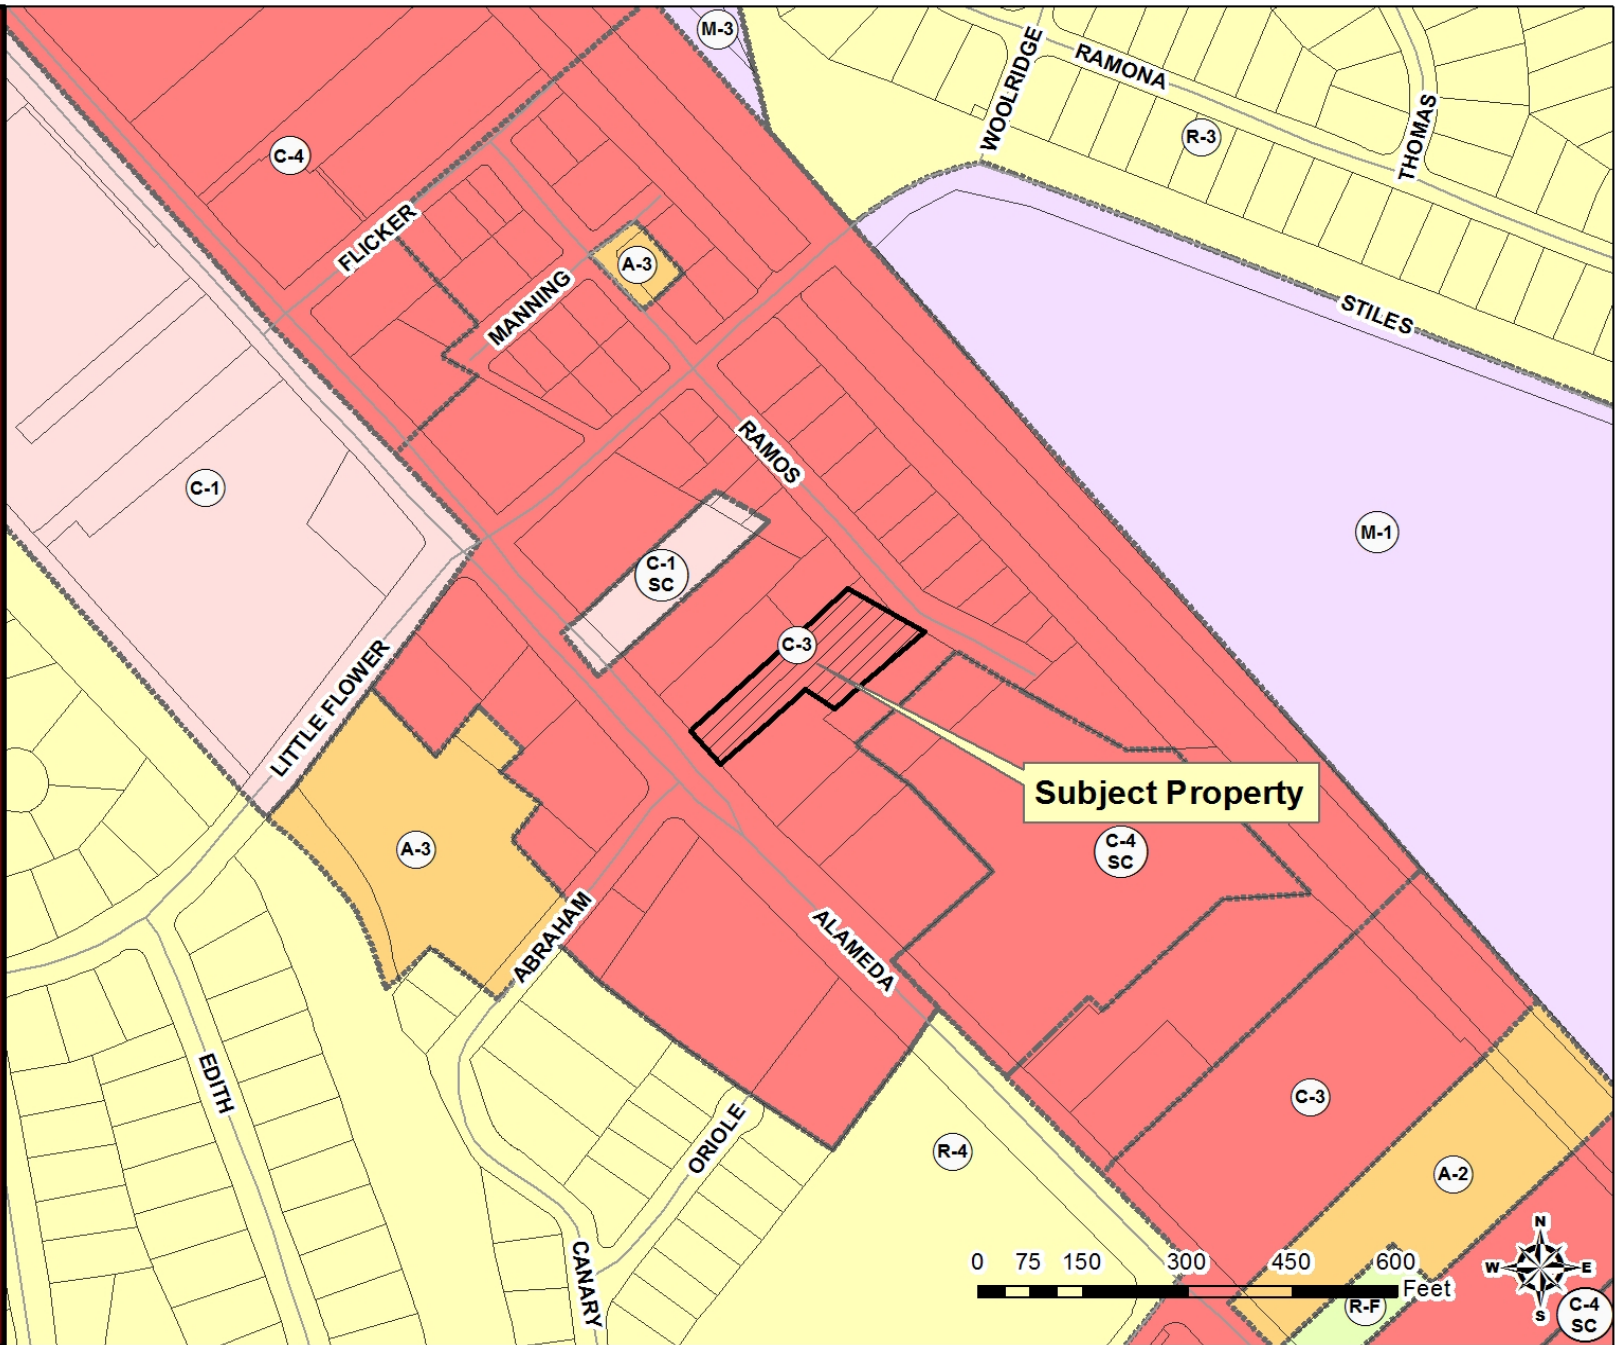 M-3
WOOLRIDGE
RAMONA
THOMAS
R-3
C-4
FLICKER
A-3
MANNING
STILES
RAMOS
C-1
M-1
C-1
SC
C-3
LITTLE FLOWER
Subject Property
A-3
C-4
SC
ABRAHAM
ALAMEDA
EDITH
C-3
ORIOLE
R-4
A-2
CANARY
0 75 150 300 450 600
Feet
N
W E
S
R-F
C-4
SC